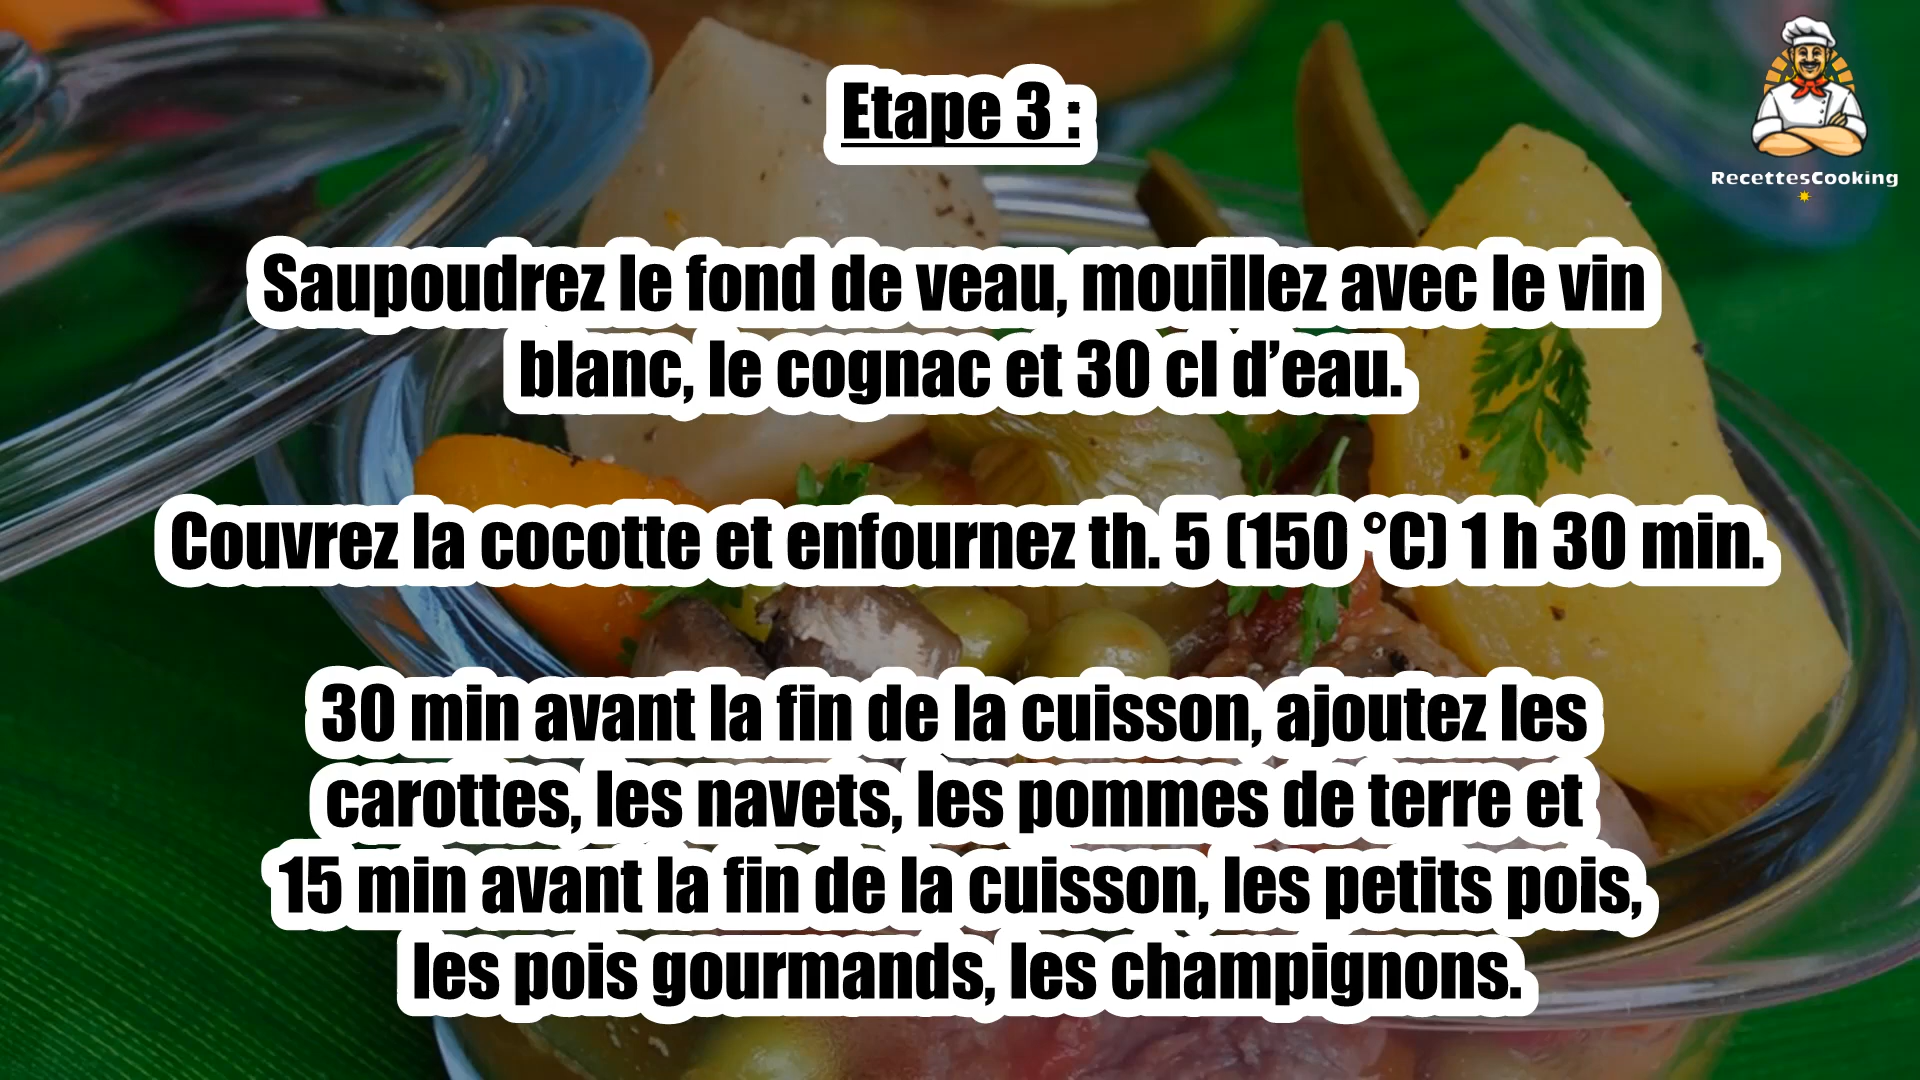 Etape 3 :
RecettesCooking
Saupoudrez le fond de veau, mouillez avec le vin
blanc, le cognac et 30 cl d’eau.
Couvrez la cocotte et enfournez th. 5 (150 °C) 1 h 30 min.
30 min avant la fin de la cuisson, ajoutez les
carottes, les navets, les pommes de terre et
15 min avant la fin de la cuisson, les petits pois,
les pois gourmands, les champignons.